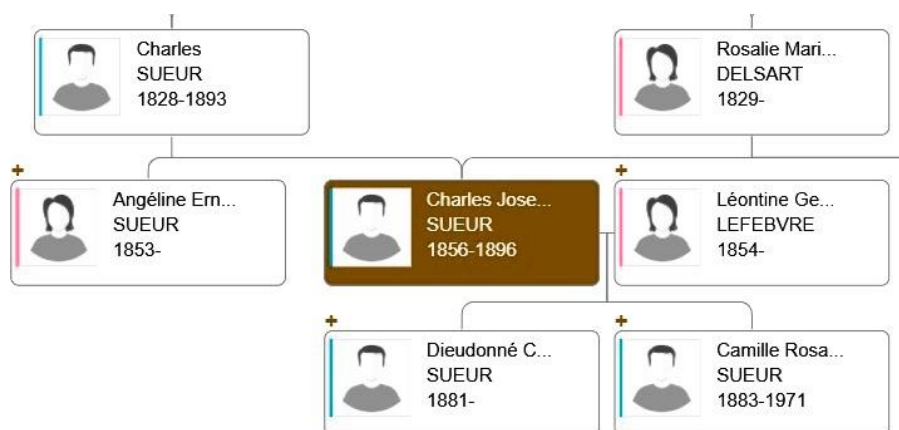 Charles
SUEUR
1828-1893
Rosalie Mari...
DELSART
1829-
Angéline Ern...
SUEUR
1853-
Charles Jose...
SUEUR
1856-1896
Léontine Ge...
LEFEBVRE
1854-
Dieudonné C...
SUEUR
1881-
Camille Rosa...
SUEUR
1883-1971